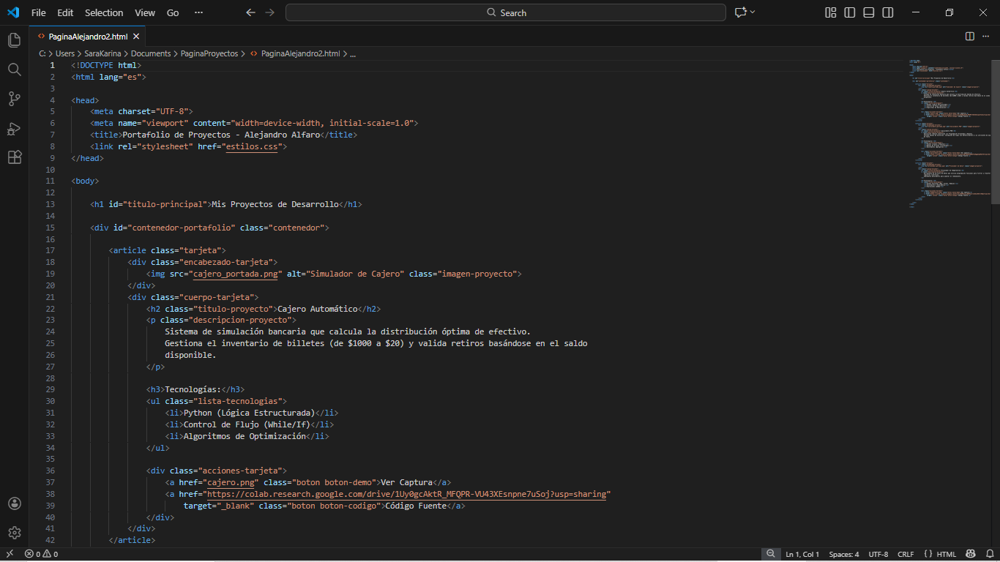 File Edit Selection View Go ··· Search
PaginaAlejandro2.html
C: > Users > SaraKarina > Documents > PaginaProyectos > PaginaAlejandro2.html > ...
1 <!DOCTYPE html>
2 <html lang="es">
3
4 <head>
5 <meta charset="UTF-8">
6 <meta name="viewport" content="width=device-width, initial-scale=1.0">
7 <title>Portafolio de Proyectos - Alejandro Alfaro</title>
8 <link rel="stylesheet" href="estilos.css">
9 </head>
10
11 <body>
12
13 <h1 id="titulo-principal">Mis Proyectos de Desarrollo</h1>
14
15 <div id="contenedor-portafolio" class="contenedor">
16
17 <article class="tarjeta">
18 <div class="encabezado-tarjeta">
19 <img src="cajero_portada.png" alt="Simulador de Cajero" class="imagen-proyecto">
20 </div>
21 <div class="cuerpo-tarjeta">
22 <h2 class="titulo-proyecto">Cajero Automático</h2>
23 <p class="descripcion-proyecto">
24 Sistema de simulación bancaria que calcula la distribución óptima de efectivo.
25 Gestiona el inventario de billetes (de $1000 a $20) y valida retiros basándose en el saldo
26 disponible.
27 </p>
28
29 <h3>Tecnologías:</h3>
30 <ul class="lista-tecnologias">
31 <li>Python (Lógica Estructurada)</li>
32 <li>Control de Flujo (While/If)</li>
33 <li>Algoritmos de Optimización</li>
34 </ul>
35
36 <div class="acciones-tarjeta">
37 <a href="cajero.png" class="boton boton-demo">Ver Captura</a>
38 <a href="https://colab.research.google.com/drive/1Uy0gcAktR_MFQPR-VU43XEsnpne7uSoj?usp=sharing"
39 target="_blank" class="boton boton-codigo">Código Fuente</a>
40 </div>
41 </div>
42 </article>
0 0 Ln 1, Col 1 Spaces: 4 UTF-8 CRLF { } HTML